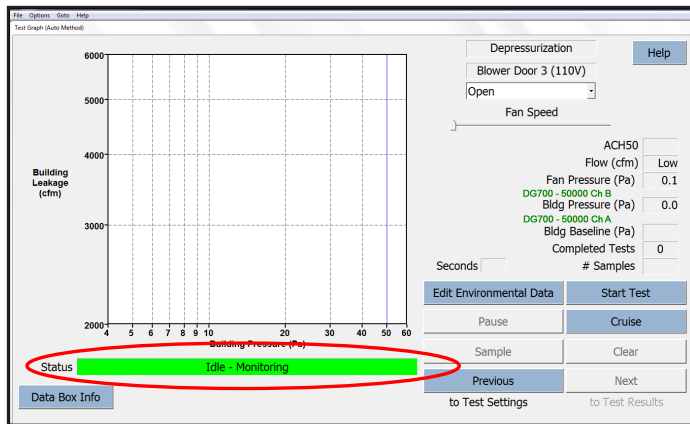 File Options Goto Help
Test Graph (Auto Method)
6000
5000
4000
3000
2000
Building
Leakage
(cfm)
4 5 6 7 8 9 10 20 30 40 50 60
Building Pressure (Pa)
Status Idle - Monitoring
Data Box Info
Depressurization
Help
Blower Door 3 (110V)
Open
Fan Speed
ACH50
Flow (cfm) Low
Fan Pressure (Pa) 0.1
DG700 - 50000 Ch B
Bldg Pressure (Pa) 0.0
DG700 - 50000 Ch A
Bldg Baseline (Pa)
Completed Tests 0
Seconds # Samples
Edit Environmental Data Start Test
Pause Cruise
Sample Clear
Previous Next
to Test Settings to Test Results